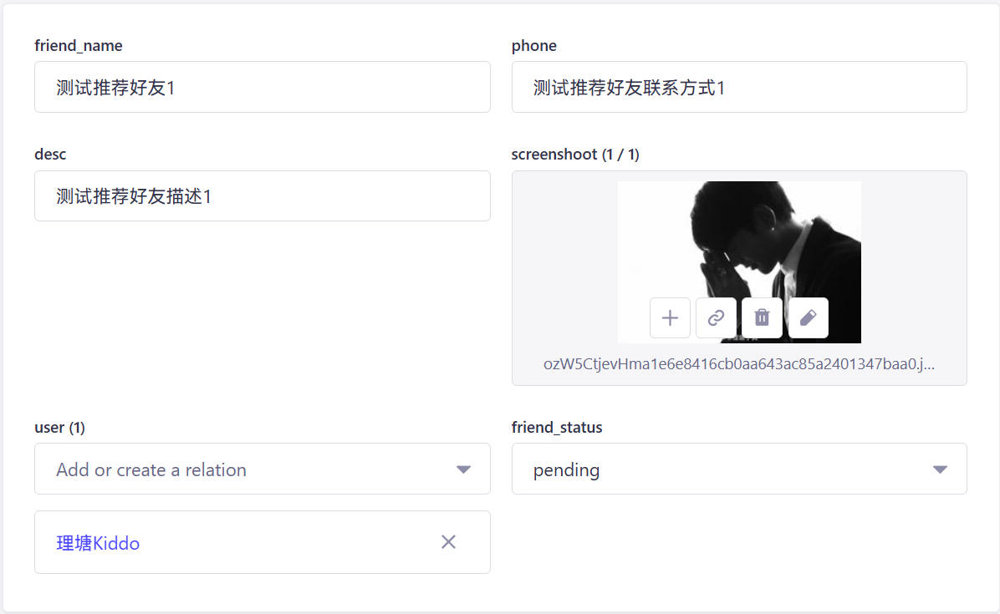 friend_name
测试推荐好友1
phone
测试推荐好友联系方式1
desc
测试推荐好友描述1
screenshoot (1 / 1)
ozW5CtjevHma1e6e8416cb0aa643ac85a2401347baa0.j...
user (1)
Add or create a relation
理塘Kiddo
friend_status
pending